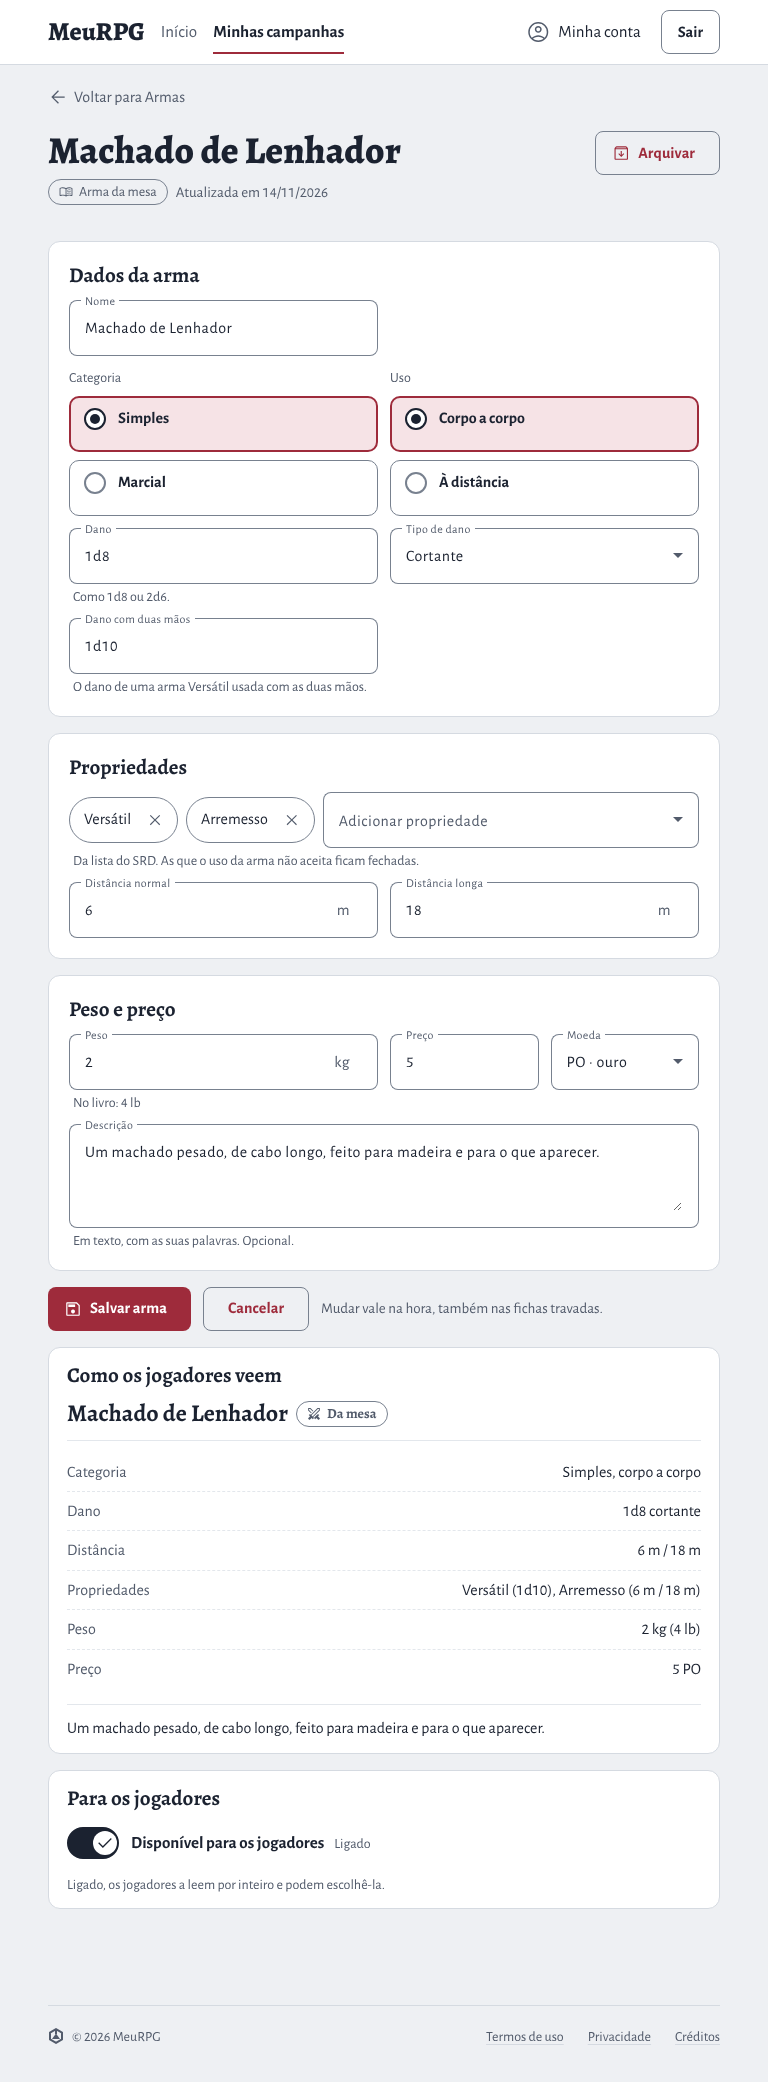 MeuRPG Início Minhas campanhas Minha conta Sair
Voltar para Armas
Machado de Lenhador
Arquivar
Arma da mesa Atualizada em 14/11/2026
Dados da arma
Nome
Machado de Lenhador
Categoria Uso
Simples Corpo a corpo
Marcial À distância
Dano Tipo de dano
1d8 Cortante
Como 1d8 ou 2d6.
Dano com duas mãos
1d10
O dano de uma arma Versátil usada com as duas mãos.
Propriedades
Versátil Arremesso Adicionar propriedade
Da lista do SRD. As que o uso da arma não aceita ficam fechadas.
Distância normal Distância longa
6 m 18 m
Peso e preço
Peso Preço Moeda
2 kg 5 PO · ouro
No livro: 4 lb
Descrição
Um machado pesado, de cabo longo, feito para madeira e para o que aparecer.
Em texto, com as suas palavras. Opcional.
Salvar arma Cancelar Mudar vale na hora, também nas fichas travadas.
Como os jogadores veem
Machado de Lenhador Da mesa
Categoria Simples, corpo a corpo
Dano 1d8 cortante
Distância 6 m / 18 m
Propriedades Versátil (1d10), Arremesso (6 m / 18 m)
Peso 2 kg (4 lb)
Preço 5 PO
Um machado pesado, de cabo longo, feito para madeira e para o que aparecer.
Para os jogadores
Disponível para os jogadores Ligado
Ligado, os jogadores a leem por inteiro e podem escolhê-la.
© 2026 MeuRPG Termos de uso Privacidade Créditos